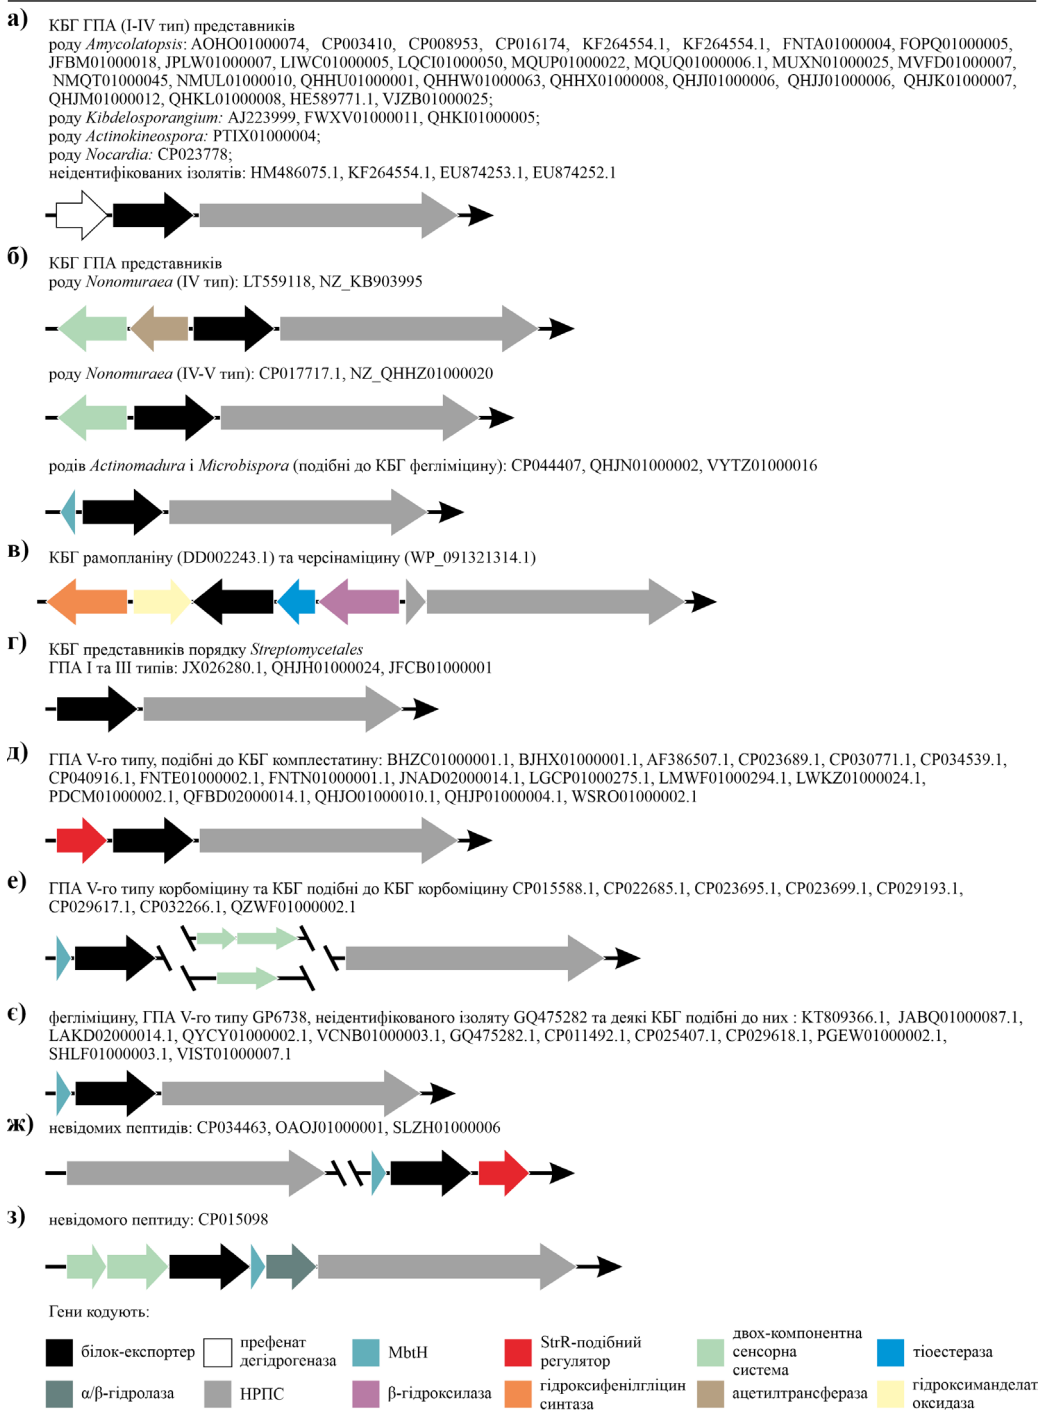 а)
КБГ ГПА (I-IV тип) представників
роду Amycolatopsis: AOHO01000074, CP003410, CP008953, CP016174, KF264554.1, KF264554.1, FNTA01000004, FOPQ01000005,
JFBM01000018, JPLW01000007, LIWC01000005, LQCI01000050, MQUP01000022, MUQ01000006.1, MUXN01000025, MVFD01000007,
NMQT01000045, NMUL01000010, QHHU01000001, QHHW01000063, QHHX01000008, QHJI01000006, QHJJ01000006, QHJK01000007,
QHJM01000012, QHKL01000008, HE589771.1, VJZB01000025;
роду Kibdelosporangium: AJ223999, FWXV01000011, QHKI01000005;
роду Actinokineospora: PTIX01000004;
роду Nocardia: CP023778;
неідентифікованих ізолятів: HM486075.1, KF264554.1, EU874253.1, EU874252.1
б)
КБГ ГПА представників
роду Nonomuraea (IV тип): LT559118, NZ_KB903995
роду Nonomuraea (IV-V тип): CP017717.1, NZ_QHHZ01000020
родів Actinomadura і Microbispora (подібні до КБГ фегліміцину): CP044407, QHJN01000002, VYTZ01000016
в)
КБГ рамопланіну (DD002243.1) та черсінаміцину (WP_091321314.1)
г)
КБГ представників порядку Streptomycetales
ГПА I та III типів: JX026280.1, QHJH01000024, JFCB01000001
д)
ГПА V-го типу, подібні до КБГ комплестатину: BHZC01000001.1, BJHX01000001.1, AF386507.1, CP023689.1, CP030771.1, CP034539.1,
CP040916.1, FNTE01000002.1, FNTN01000001.1, JNAD02000014.1, LGCP01000275.1, LMWF01000294.1, LWKZ01000024.1,
PDCM01000002.1, QFBD02000014.1, QHJO01000010.1, QHJP01000004.1, WSRO01000002.1
е)
ГПА V-го типу корбоміцину та КБГ подібні до КБГ корбоміцину CP015588.1, CP022685.1, CP023695.1, CP023699.1, CP029193.1,
CP029617.1, CP032266.1, QZWF01000002.1
є)
фегліміцину, ГПА V-го типу GP6738, неідентифікованого ізоляту GQ475282 та деякі КБГ подібні до них : KT809366.1, JABQ01000087.1,
LAKD02000014.1, QYCY01000002.1, VCNB01000003.1, GQ475282.1, CP011492.1, CP025407.1, CP029618.1, PGEW01000002.1,
SHLF01000003.1, VIST01000007.1
ж)
невідомих пептидів: CP034463, OAOJ01000001, SLZH01000006
з)
невідомого пептиду: CP015098
Гени кодують:
білок-експортер
префенат
дегідрогеназа
MbtH
StrR-подібний
регулятор
двох-компонентна
сенсорна
система
тіоестераза
α/β-гідролаза
НРПС
β-гідроксилаза
гідроксифенілгліцин
синтаза
ацетилтрансфераза
гідроксиманделат
оксидаза